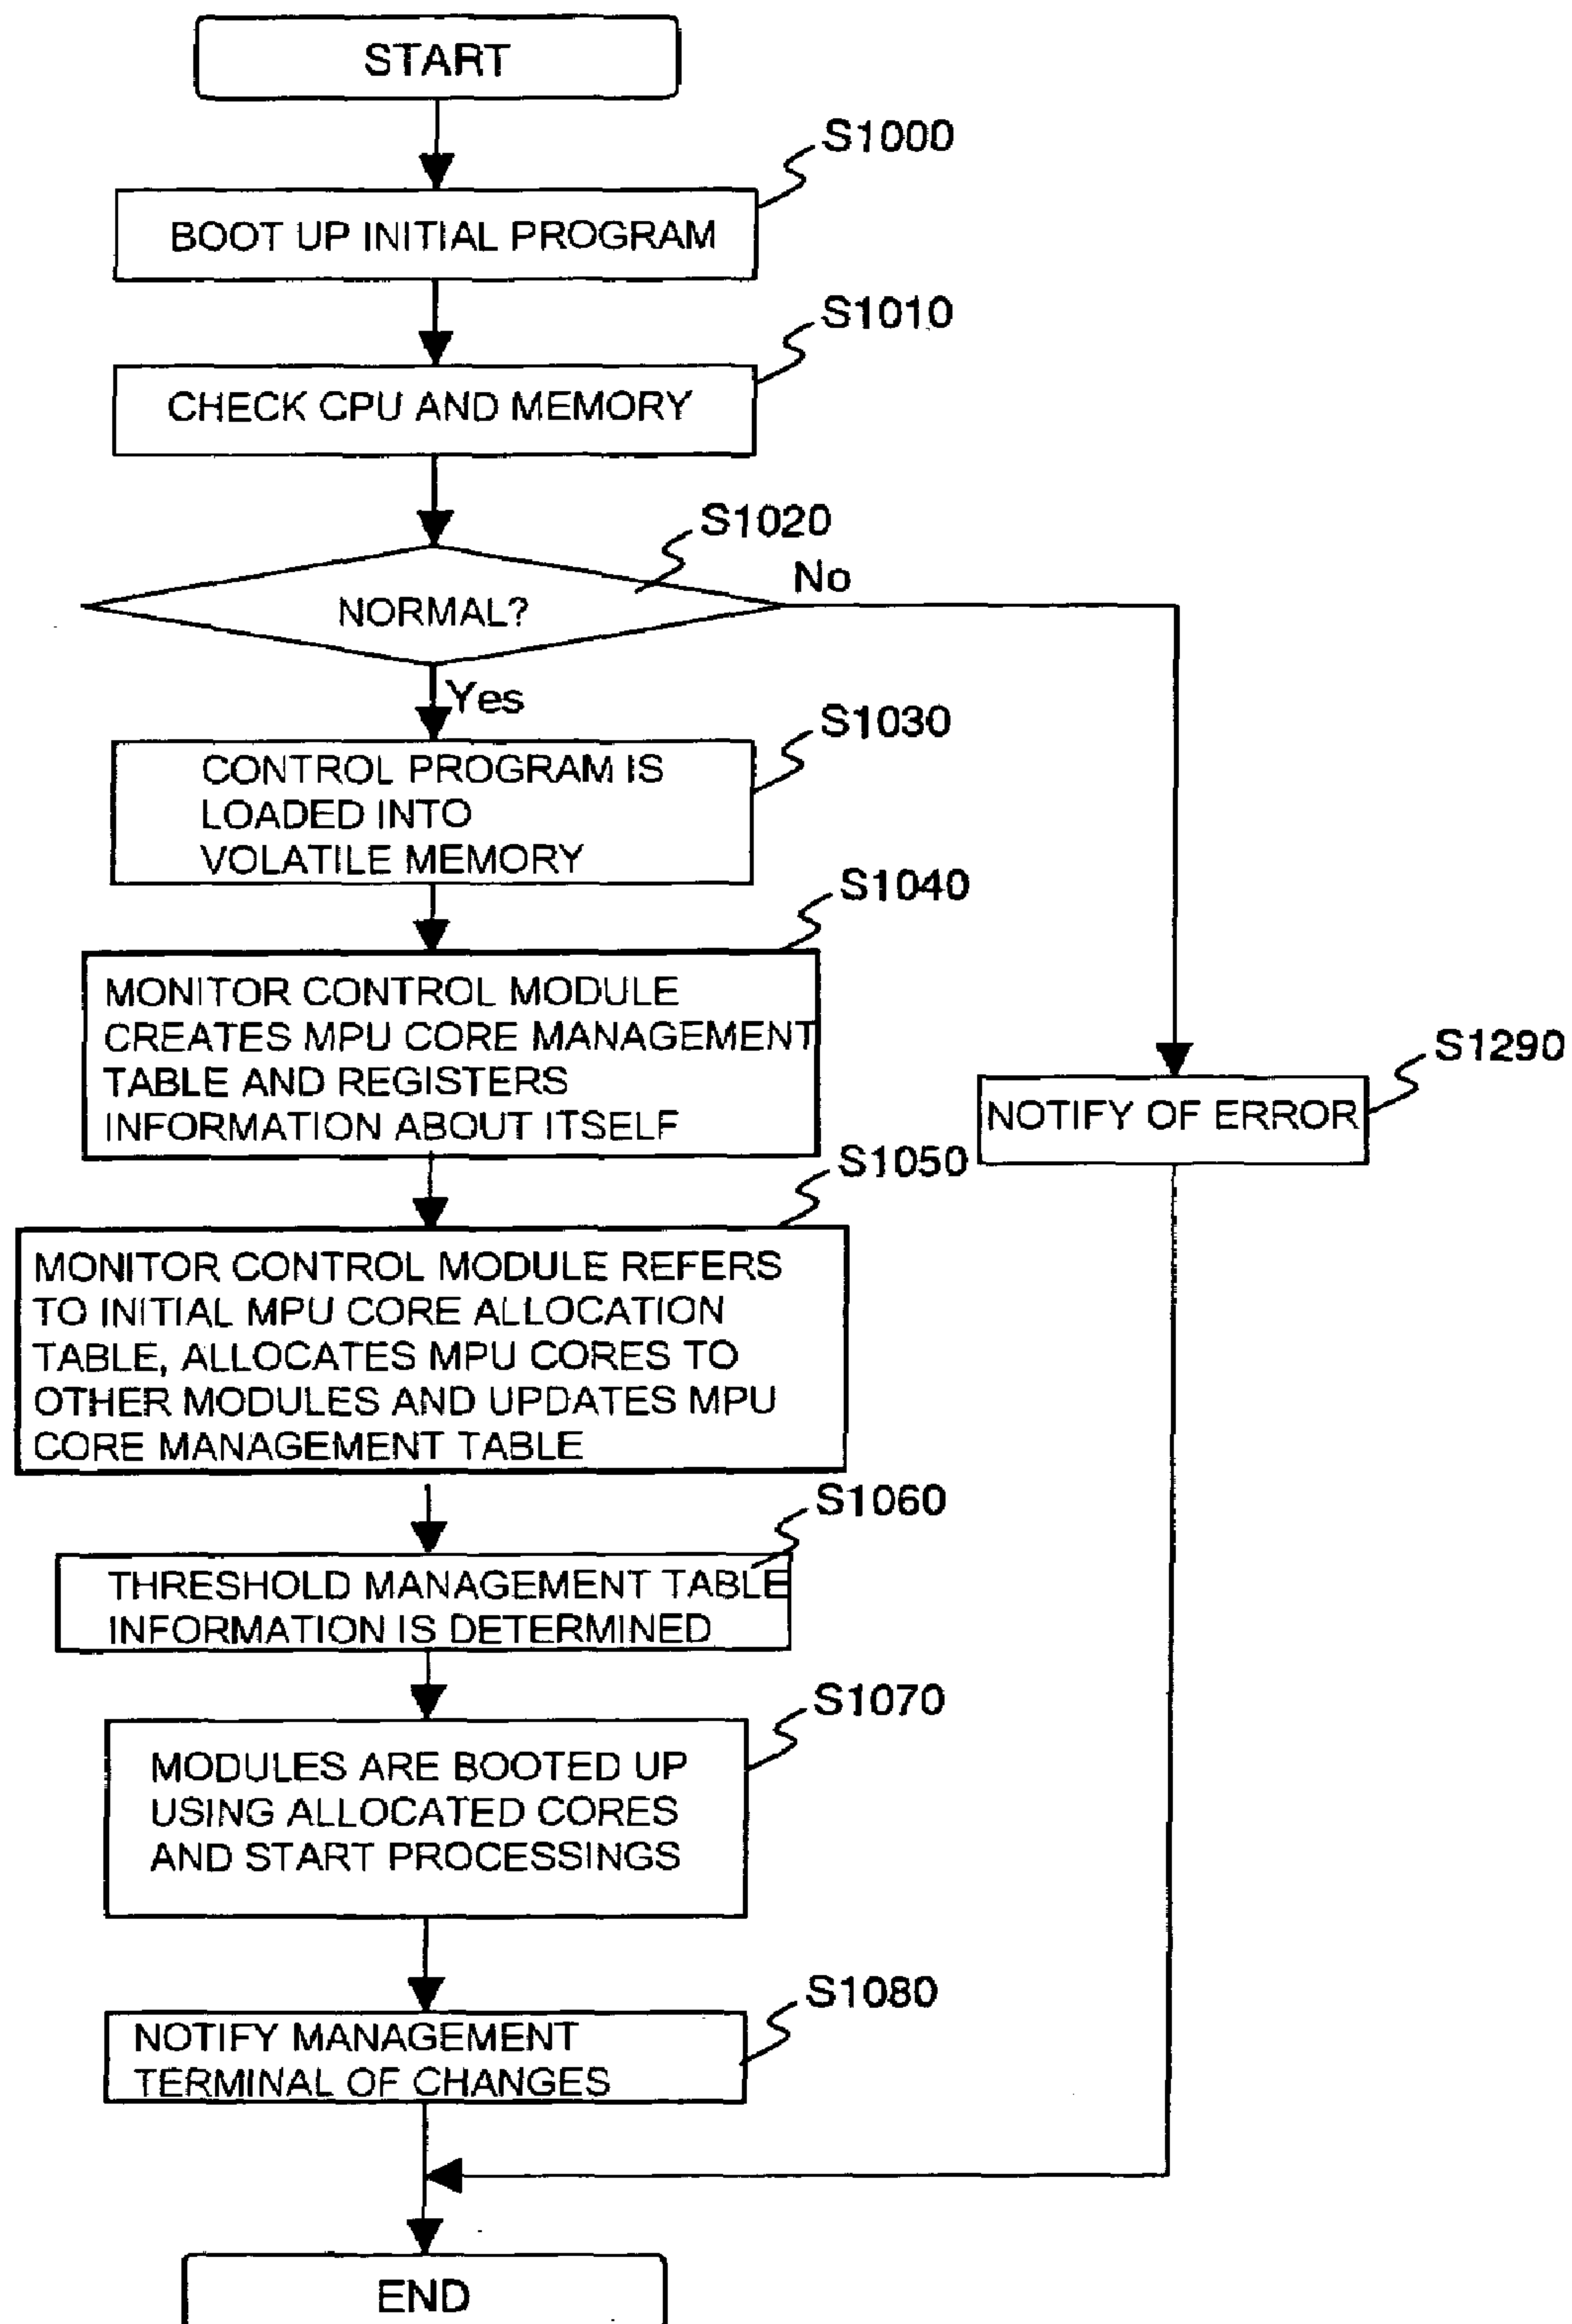 START
S1000
BOOT UP INITIAL PROGRAM
S1010
CHECK CPU AND MEMORY
S1020
NORMAL?
No
Yes
S1030
CONTROL PROGRAM IS
LOADED INTO
VOLATILE MEMORY
S1040
MONITOR CONTROL MODULE
CREATES MPU CORE MANAGEMENT
TABLE AND REGISTERS
INFORMATION ABOUT ITSELF
S1290
NOTIFY OF ERROR
S1050
MONITOR CONTROL MODULE REFERS
TO INITIAL MPU CORE ALLOCATION
TABLE, ALLOCATES MPU CORES TO
OTHER MODULES AND UPDATES MPU
CORE MANAGEMENT TABLE
S1060
THRESHOLD MANAGEMENT TABLE
INFORMATION IS DETERMINED
S1070
MODULES ARE BOOTED UP
USING ALLOCATED CORES
AND START PROCESSINGS
S1080
NOTIFY MANAGEMENT
TERMINAL OF CHANGES
END